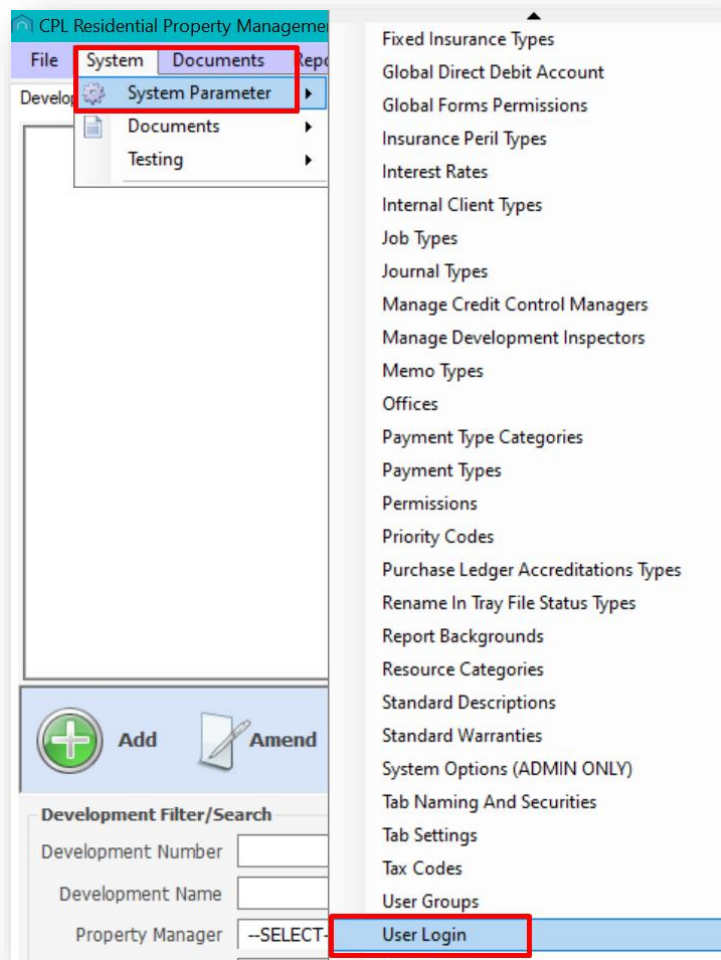 CPL Residential Property Manageme
File System Documents Repo
Develop
System Parameter
Documents
Testing
Fixed Insurance Types
Global Direct Debit Account
Global Forms Permissions
Insurance Peril Types
Interest Rates
Internal Client Types
Job Types
Journal Types
Manage Credit Control Managers
Manage Development Inspectors
Memo Types
Offices
Payment Type Categories
Payment Types
Permissions
Priority Codes
Purchase Ledger Accreditations Types
Rename In Tray File Status Types
Report Backgrounds
Resource Categories
Standard Descriptions
Standard Warranties
System Options (ADMIN ONLY)
Tab Naming And Securities
Tab Settings
Tax Codes
User Groups
User Login
Add Amend
Development Filter/Search
Development Number
Development Name
Property Manager --SELECT-